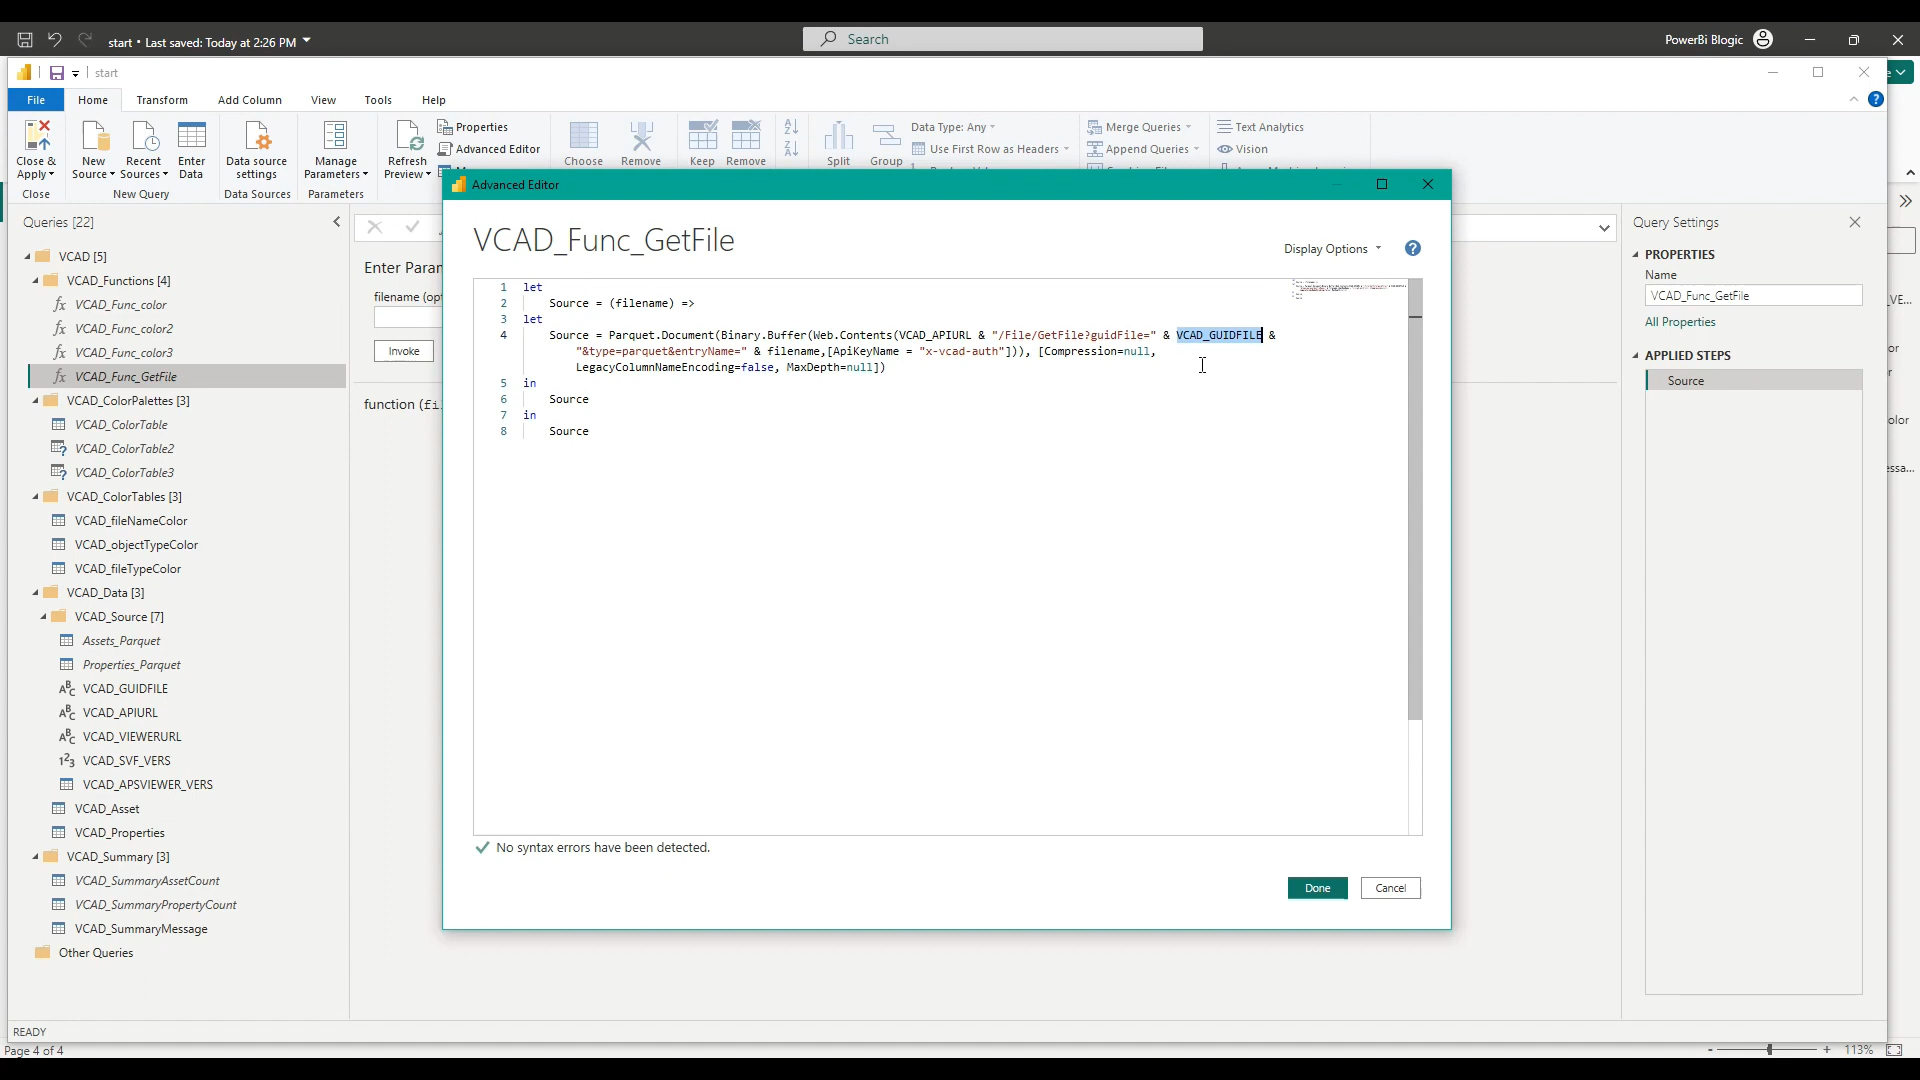 start • Last saved: Today at 2:26 PM
Search
PowerBi Blogic
start
File
Home
Transform
Add Column
View
Tools
Help
Close & Apply
New Source
Recent Sources
Enter Data
Data source settings
Manage Parameters
Refresh Preview
Properties
Advanced Editor
Choose
Remove
Keep
Remove
Split
Group
Data Type: Any
Use First Row as Headers
Merge Queries
Append Queries
Text Analytics
Vision
Close
New Query
Data Sources
Parameters
Queries [22]
VCAD [5]
VCAD_Functions [4]
VCAD_Func_color
VCAD_Func_color2
VCAD_Func_color3
VCAD_Func_GetFile
VCAD_ColorPalettes [3]
VCAD_ColorTable
VCAD_ColorTable2
VCAD_ColorTable3
VCAD_ColorTables [3]
VCAD_fileNameColor
VCAD_objectTypeColor
VCAD_fileTypeColor
VCAD_Data [3]
VCAD_Source [7]
Assets_Parquet
Properties_Parquet
VCAD_GUIDFILE
VCAD_APIURL
VCAD_VIEWERURL
VCAD_SVF_VERS
VCAD_APSVIEWER_VERS
VCAD_Asset
VCAD_Properties
VCAD_Summary [3]
VCAD_SummaryAssetCount
VCAD_SummaryPropertyCount
VCAD_SummaryMessage
Other Queries
filename
Invoke
function
Advanced Editor
VCAD_Func_GetFile
Display Options
1 let
2 Source = (filename) =>
3 let
4 Source = Parquet.Document(Binary.Buffer(Web.Contents(VCAD_APIURL & "/File/GetFile?guidFile=" & VCAD_GUIDFILE &
"&type=parquet&entryName=" & filename,[ApiKeyName = "x-vcad-auth"])), [Compression=null,
LegacyColumnNameEncoding=false, MaxDepth=null])
5 in
6 Source
7 in
8 Source
No syntax errors have been detected.
Done
Cancel
Query Settings
PROPERTIES
Name
VCAD_Func_GetFile
All Properties
APPLIED STEPS
Source
READY
Page 4 of 4
113%